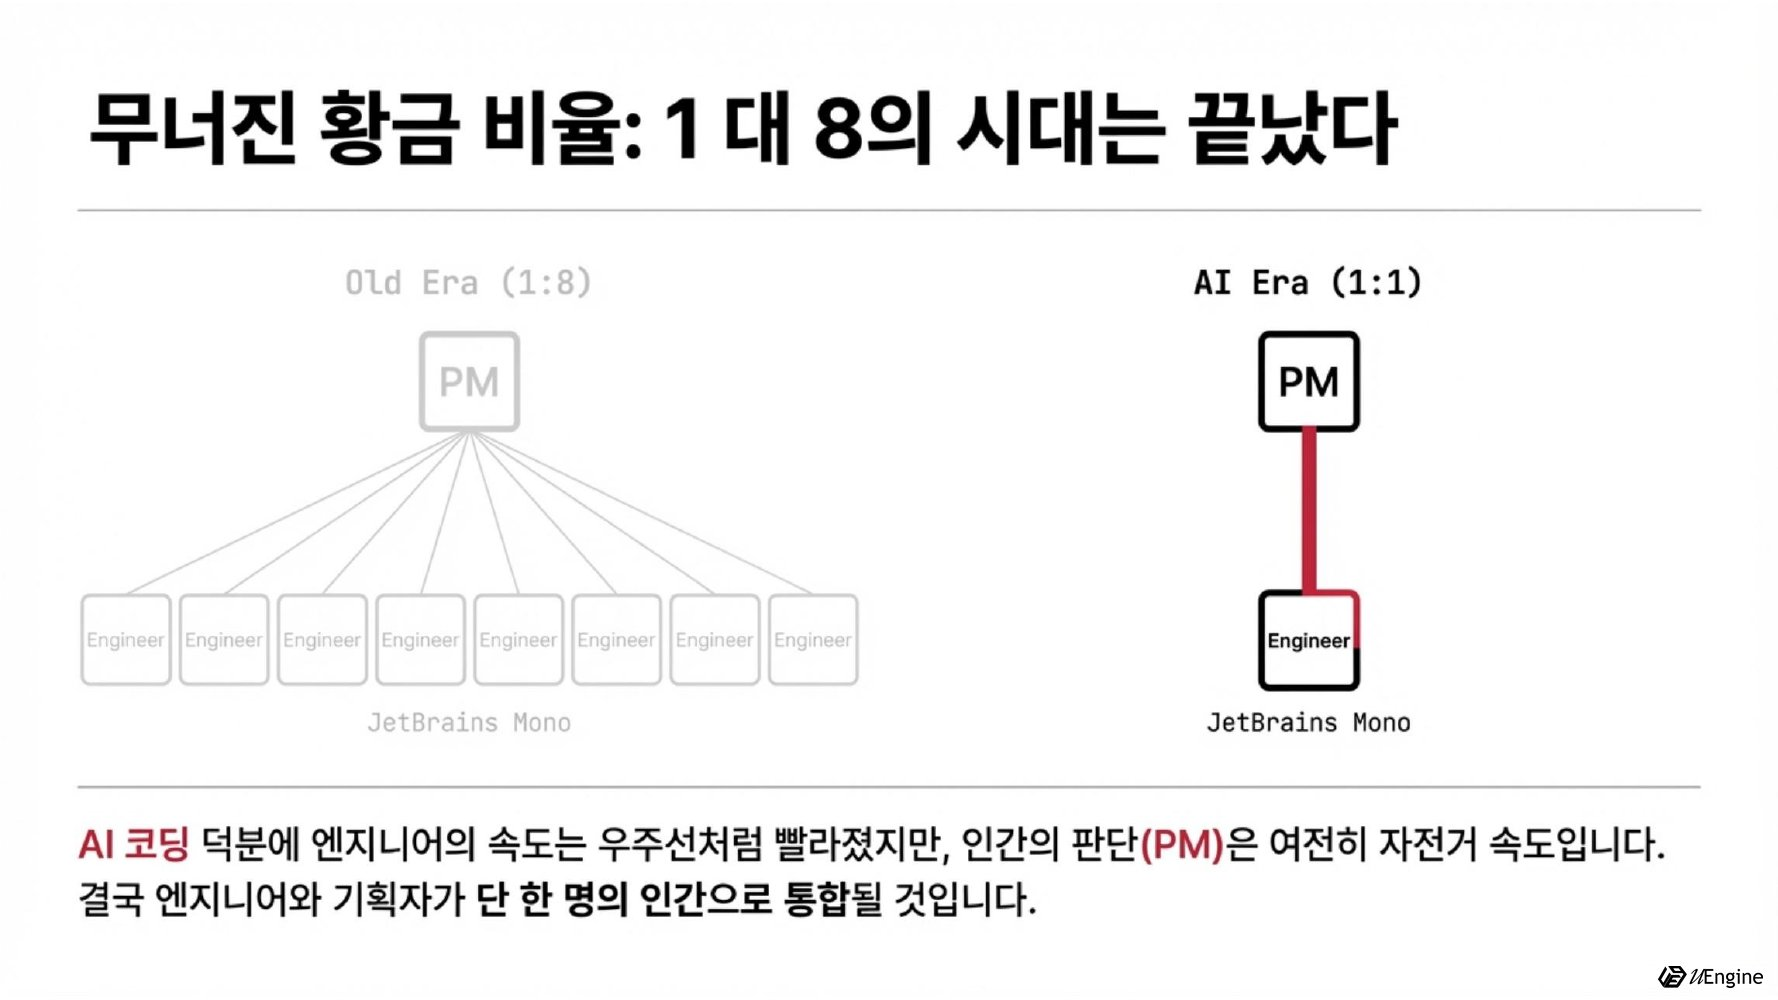 무너진 황금 비율: 1 대 8의 시대는 끝났다
Old Era (1:8)
PM
Engineer Engineer Engineer Engineer Engineer Engineer Engineer Engineer
JetBrains Mono
AI Era (1:1)
PM
Engineer
JetBrains Mono
AI 코딩 덕분에 엔지니어의 속도는 우주선처럼 빨라졌지만, 인간의 판단(PM)은 여전히 자전거 속도입니다.
결국 엔지니어와 기획자가 단 한 명의 인간으로 통합될 것입니다.
UEngine